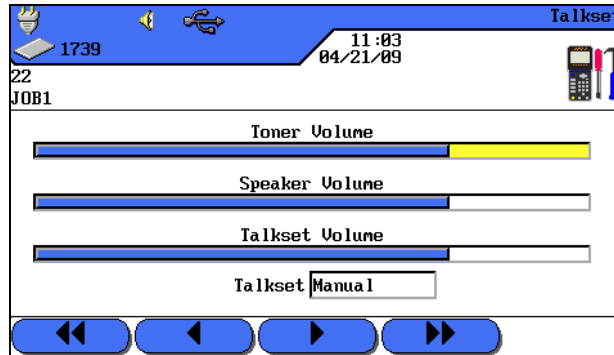 Talkset
1739
11:03
04/21/09
22
JOB1
Toner Volume
Speaker Volume
Talkset Volume
Talkset Manual